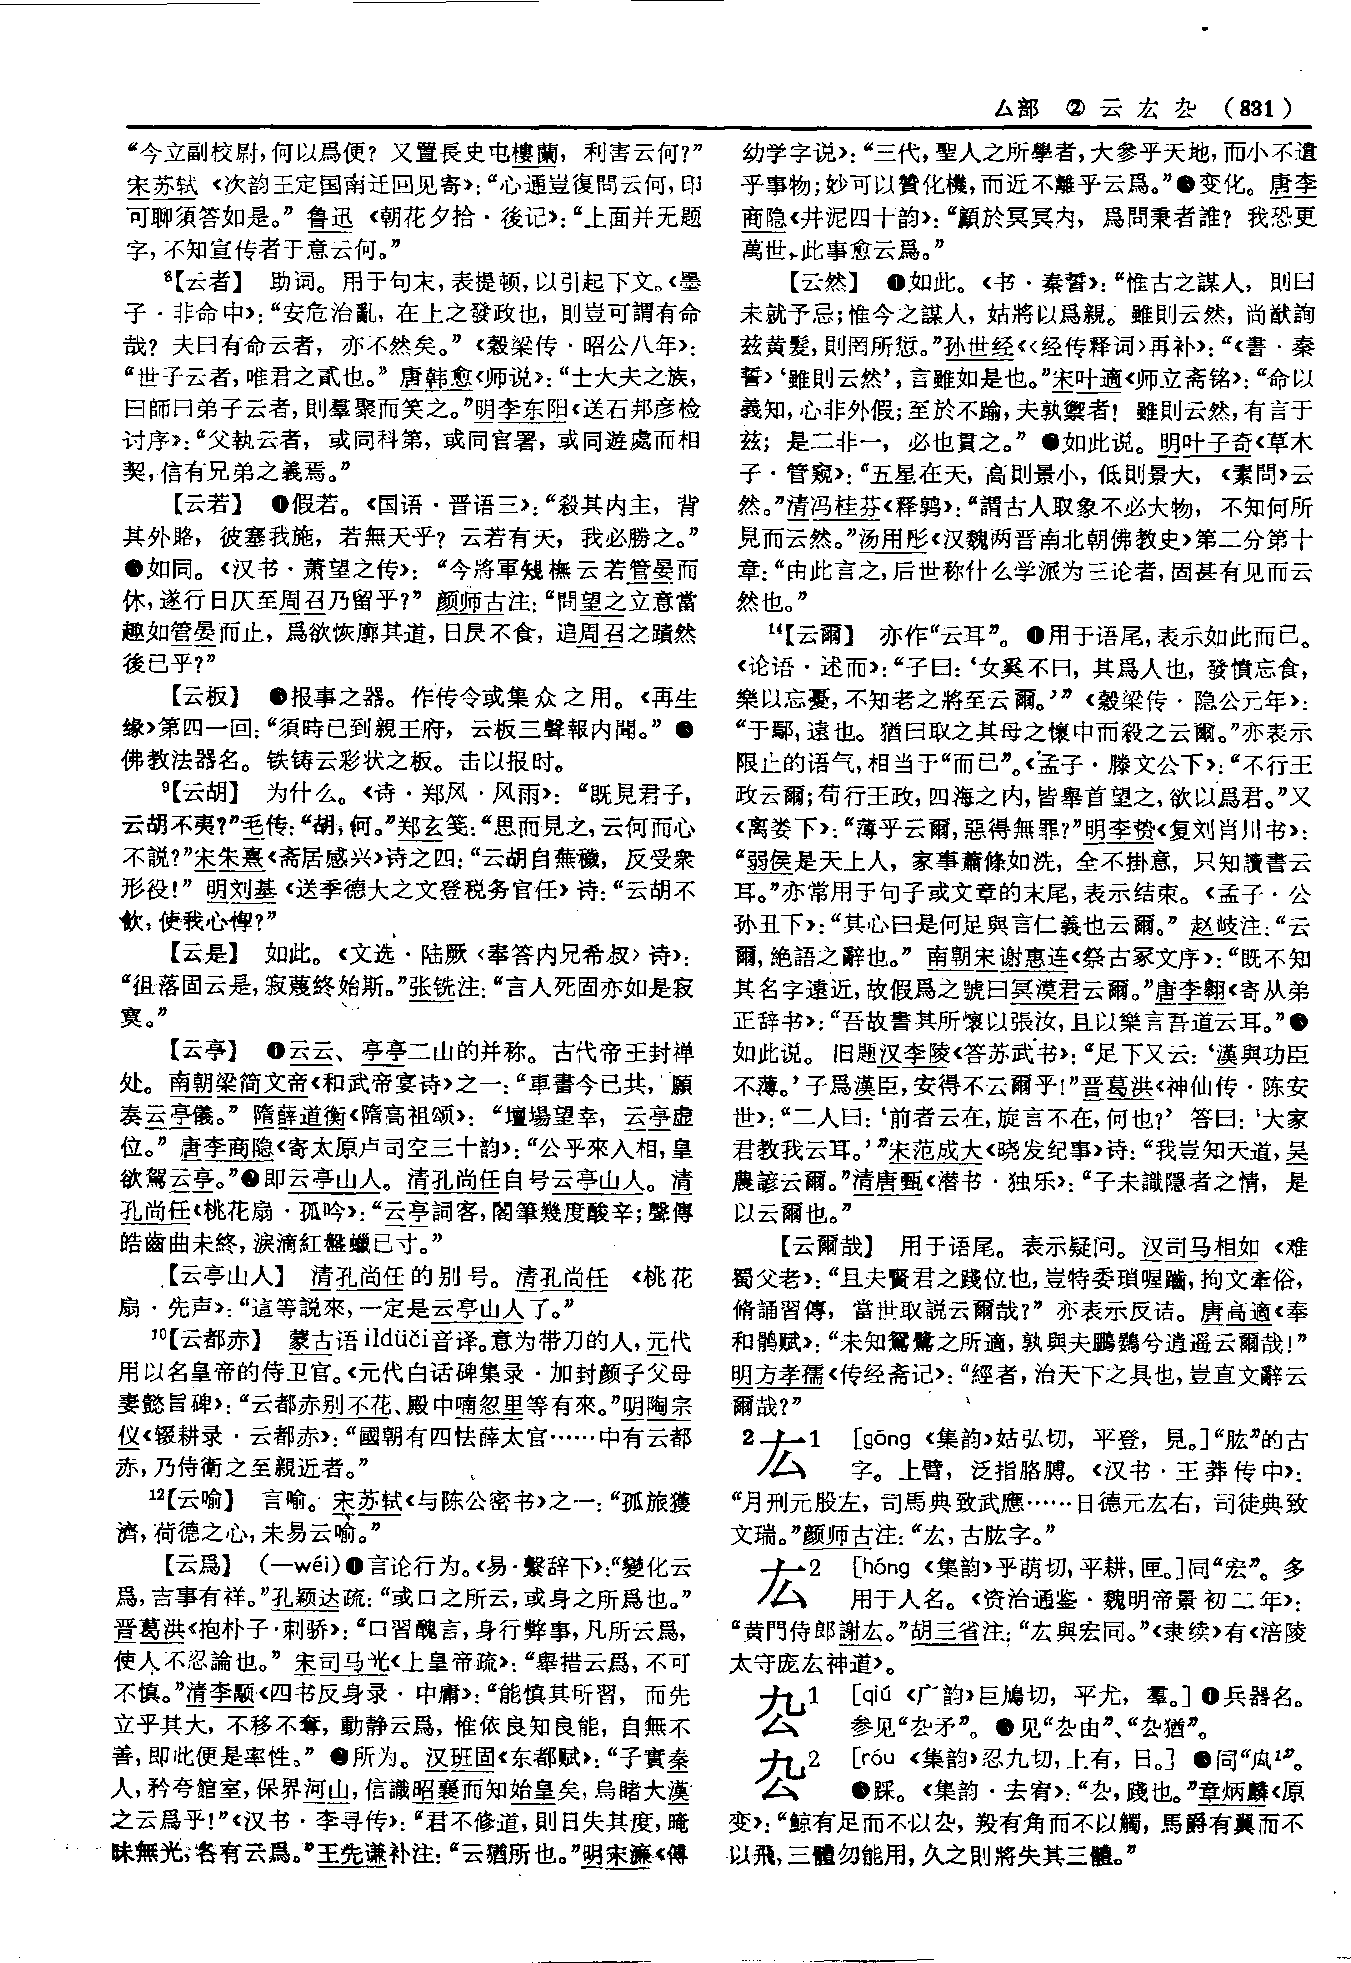 厶部 ② 云 厷 厹 （831）
“今立副校尉，何以爲便？又置長史屯樓蘭，利害云何？”
宋苏轼《次韵王定国南迁回见寄》：“心通豈復問云何，印
可聊須答如是。”鲁迅《朝花夕拾·後记》：“上面并无题
字，不知宣传者于意云何。”
⁸【云者】 助词。用于句末，表提顿，以引起下文。《墨
子·非命中》：“安危治亂，在上之發政也，則豈可謂有命
哉？夫曰有命云者，亦不然矣。”《穀梁传·昭公八年》：
“世子云者，唯君之貳也。”唐韩愈《师说》：“士大夫之族，
曰師曰弟子云者，則羣聚而笑之。”明李东阳《送石邦彦检
讨序》：“父執云者，或同科第，或同官署，或同遊處而相
契，信有兄弟之義焉。”
【云若】 ❶假若。《国语·晋语三》：“殺其内主，背
其外賂，彼塞我施，若無天乎？云若有天，我必勝之。”
❷如同。《汉书·萧望之传》：“今將軍規橅云若管晏而
休，遂行日仄至周召乃留乎？”颜师古注：“問望之立意當
趣如管晏而止，爲欲恢廓其道，日昃不食，追周召之蹟然
後已乎？”
【云板】 ❶报事之器。作传令或集众之用。《再生
缘》第四一回：“須時已到親王府，云板三聲報内閽。”❷
佛教法器名。铁铸云彩状之板。击以报时。
⁹【云胡】 为什么。《诗·郑风·风雨》：“既見君子，
云胡不夷？”毛传：“胡，何。”郑玄笺：“思而見之，云何而心
不説？”宋朱熹《斋居感兴》诗之四：“云胡自蕪穢，反受衆
形役！”明刘基《送季德大之文登税务官任》诗：“云胡不
飲，使我心悝？”
【云是】 如此。《文选·陆厥〈奉答内兄希叔〉诗》：
“徂落固云是，寂蔑終始斯。”张铣注：“言人死固亦如是寂
寞。”
【云亭】 ❶云云、亭亭二山的并称。古代帝王封禅
处。南朝梁简文帝《和武帝宴诗》之一：“車書今已共，願
奏云亭儀。”隋薛道衡《隋高祖颂》：“壇場望幸，云亭虚
位。”唐李商隐《寄太原卢司空三十韵》：“公乎來入相，皇
欲駕云亭。”❷即云亭山人。清孔尚任自号云亭山人。清
孔尚任《桃花扇·孤吟》：“云亭詞客，閣筆幾度酸辛；聲傳
皓齒曲未終，淚滴紅盤蠟已寸。”
【云亭山人】 清孔尚任的别号。清孔尚任《桃花
扇·先声》：“這等説來，一定是云亭山人了。”
¹⁰【云都赤】 蒙古语ildüči音译。意为带刀的人，元代
用以名皇帝的侍卫官。《元代白话碑集录·加封颜子父母
妻懿旨碑》：“云都赤别不花、殿中喃忽里等有來。”明陶宗
仪《辍耕录·云都赤》：“國朝有四怯薛太官……中有云都
赤，乃侍衛之至親近者。”
¹²【云喻】 言喻。宋苏轼《与陈公密书》之一：“孤旅獲
濟，荷德之心，未易云喻。”
【云爲】 （—wéi）❶言论行为。《易·繫辞下》：“變化云
爲，吉事有祥。”孔颖达疏：“或口之所云，或身之所爲也。”
晋葛洪《抱朴子·刺骄》：“口習醜言，身行弊事，凡所云爲，
使人不忍論也。”宋司马光《上皇帝疏》：“舉措云爲，不可
不慎。”清李颙《四书反身录·中庸》：“能慎其所習，而先
立乎其大，不移不奪，動静云爲，惟依良知良能，自無不
善，即此便是率性。”❷所为。汉班固《东都赋》：“子實秦
人，矜夸館室，保界河山，信識昭襄而知始皇矣，烏睹大漢
之云爲乎！”《汉书·李寻传》：“君不修道，則日失其度，晻
昧無光，各有云爲。”王先谦补注：“云猶所也。”明宋濂《傅
幼学字说》：“三代，聖人之所學者，大參乎天地，而小不遺
乎事物；妙可以贊化機，而近不離乎云爲。”❸变化。唐李
商隐《井泥四十韵》：“顧於冥冥内，爲問秉者誰？我恐更
萬世，此事愈云爲。”
【云然】 ❶如此。《书·秦誓》：“惟古之謀人，則曰
未就予忌；惟今之謀人，姑將以爲親。雖則云然，尚猷詢
兹黄髮，則罔所愆。”孙世经《〈经传释词〉再补》：“《書·秦
誓》‘雖則云然’，言雖如是也。”宋叶適《师立斋铭》：“命以
義知，心非外假；至於不踰，夫孰禦者！雖則云然，有言于
兹；是二非一，必也貫之。”❷如此说。明叶子奇《草木
子·管窥》：“五星在天，高則景小，低則景大，《素問》云
然。”清冯桂芬《释鹑》：“謂古人取象不必大物，不知何所
見而云然。”汤用彤《汉魏两晋南北朝佛教史》第二分第十
章：“由此言之，后世称什么学派为三论者，固甚有见而云
然也。”
¹⁴【云爾】 亦作“云耳”。❶用于语尾，表示如此而已。
《论语·述而》：“子曰：‘女奚不曰，其爲人也，發憤忘食，
樂以忘憂，不知老之將至云爾。’”《穀梁传·隐公元年》：
“于鄢，遠也。猶曰取之其母之懷中而殺之云爾。”亦表示
限止的语气，相当于“而已”。《孟子·滕文公下》：“不行王
政云爾；苟行王政，四海之内，皆舉首望之，欲以爲君。”又
《离娄下》：“薄乎云爾，惡得無罪？”明李贽《复刘肖川书》：
“弱侯是天上人，家事蕭條如洗，全不掛意，只知讀書云
耳。”亦常用于句子或文章的末尾，表示结束。《孟子·公
孙丑下》：“其心曰是何足與言仁義也云爾。”赵岐注：“云
爾，絶語之辭也。”南朝宋谢惠连《祭古冢文序》：“既不知
其名字遠近，故假爲之號曰冥漠君云爾。”唐李翱《寄从弟
正辞书》：“吾故書其所懷以張汝，且以樂言吾道云耳。”❷
如此说。旧题汉李陵《答苏武书》：“足下又云：‘漢與功臣
不薄。’子爲漢臣，安得不云爾乎！”晋葛洪《神仙传·陈安
世》：“二人曰：‘前者云在，旋言不在，何也？’答曰：‘大家
君教我云耳。’”宋范成大《晓发纪事》诗：“我豈知天道，吴
農諺云爾。”清唐甄《潜书·独乐》：“子未識隱者之情，是
以云爾也。”
【云爾哉】 用于语尾。表示疑问。汉司马相如《难
蜀父老》：“且夫賢君之踐位也，豈特委瑣喔齱，拘文牽俗，
脩誦習傳，當世取説云爾哉？”亦表示反诘。唐高適《奉
和鹘赋》：“未知鴛鷺之所適，孰與夫鵬鷃兮逍遥云爾哉！”
明方孝孺《传经斋记》：“經者，治天下之具也，豈直文辭云
爾哉？”
2厷1 [gōng 《集韵》姑弘切，平登，見。]“肱”的古
字。上臂，泛指胳膊。《汉书·王莽传中》：
“月刑元股左，司馬典致武應……日德元厷右，司徒典致
文瑞。”颜师古注：“厷，古肱字。”
厷2 [hóng 《集韵》乎萌切，平耕，匣。]同“宏”。多
用于人名。《资治通鉴·魏明帝景初二年》：
“黄門侍郎謝厷。”胡三省注：“厷與宏同。”《隶续》有《涪陵
太守庞厷神道》。
厹1 [qiú 《广韵》巨鳩切，平尤，羣。]❶兵器名。
参见“厹矛”。❷见“厹由”、“厹猶”。
厹2 [róu 《集韵》忍九切，上有，日。]❶同“禸1”。
❷踩。《集韵·去宥》：“厹，踐也。”章炳麟《原
变》：“鯨有足而不以厹，羖有角而不以觸，馬爵有翼而不
以飛，三體勿能用，久之則將失其三體。”